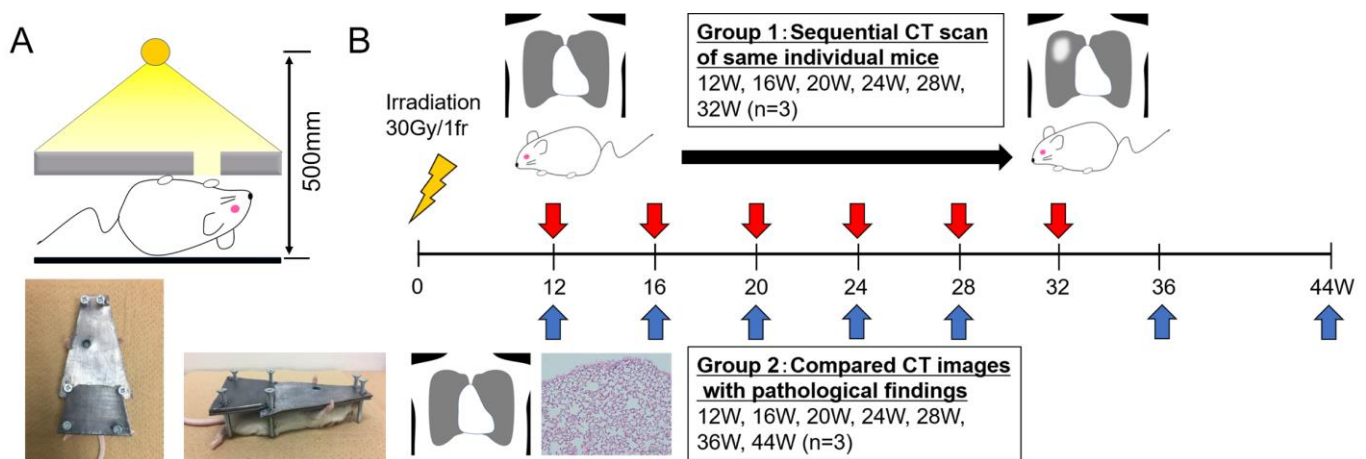 A
500mm
B
Irradiation
30Gy/1fr
Group 1：Sequential CT scan
of same individual mice
12W, 16W, 20W, 24W, 28W,
32W (n=3)
0 12 16 20 24 28 32 36 44W
Group 2：Compared CT images
with pathological findings
12W, 16W, 20W, 24W, 28W,
36W, 44W (n=3)